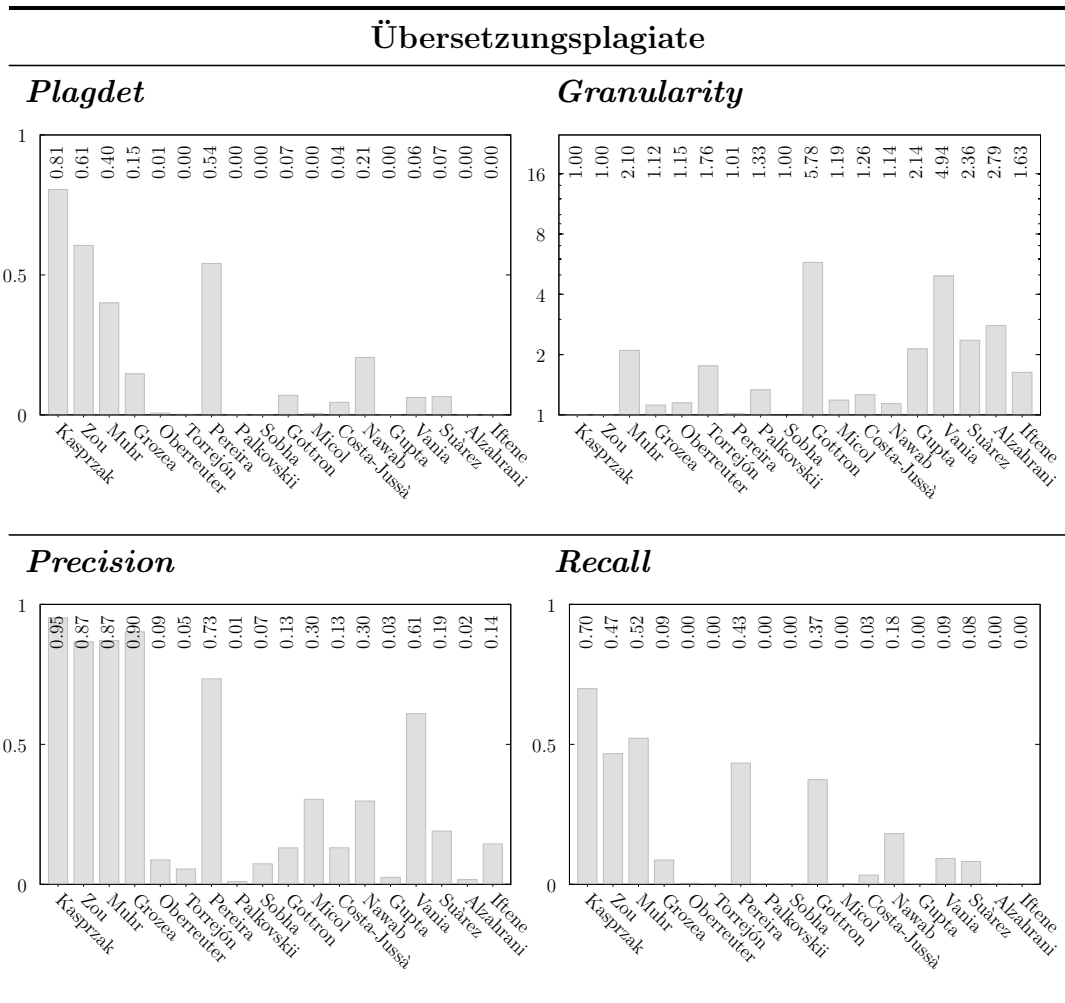 Übersetzungsplagiate
Plagdet
1
0.5
0
0.81 0.61 0.40 0.15 0.01 0.00 0.54 0.00 0.00 0.07 0.00 0.04 0.21 0.00 0.06 0.07 0.00 0.00
Kasprzak Zou Muhr Grozea Oberreuter Torrejón Pereira Palkovskii Sobha Gottron Micol Costa-Jussà Nawab Gupta Vania Suàrez Alzahrani Iftene
Granularity
16
8
4
2
1
1.00 1.00 2.10 1.12 1.15 1.76 1.01 1.33 1.00 5.78 1.19 1.26 1.14 2.14 4.94 2.36 2.79 1.63
Kasprzak Zou Muhr Grozea Oberreuter Torrejón Pereira Palkovskii Sobha Gottron Micol Costa-Jussà Nawab Gupta Vania Suàrez Alzahrani Iftene
Precision
1
0.5
0
0.95 0.87 0.87 0.90 0.09 0.05 0.73 0.01 0.07 0.13 0.30 0.13 0.30 0.03 0.61 0.19 0.02 0.14
Kasprzak Zou Muhr Grozea Oberreuter Torrejón Pereira Palkovskii Sobha Gottron Micol Costa-Jussà Nawab Gupta Vania Suàrez Alzahrani Iftene
Recall
1
0.5
0
0.70 0.47 0.52 0.09 0.00 0.00 0.43 0.00 0.00 0.37 0.00 0.03 0.18 0.00 0.09 0.08 0.00 0.00
Kasprzak Zou Muhr Grozea Oberreuter Torrejón Pereira Palkovskii Sobha Gottron Micol Costa-Jussà Nawab Gupta Vania Suàrez Alzahrani Iftene